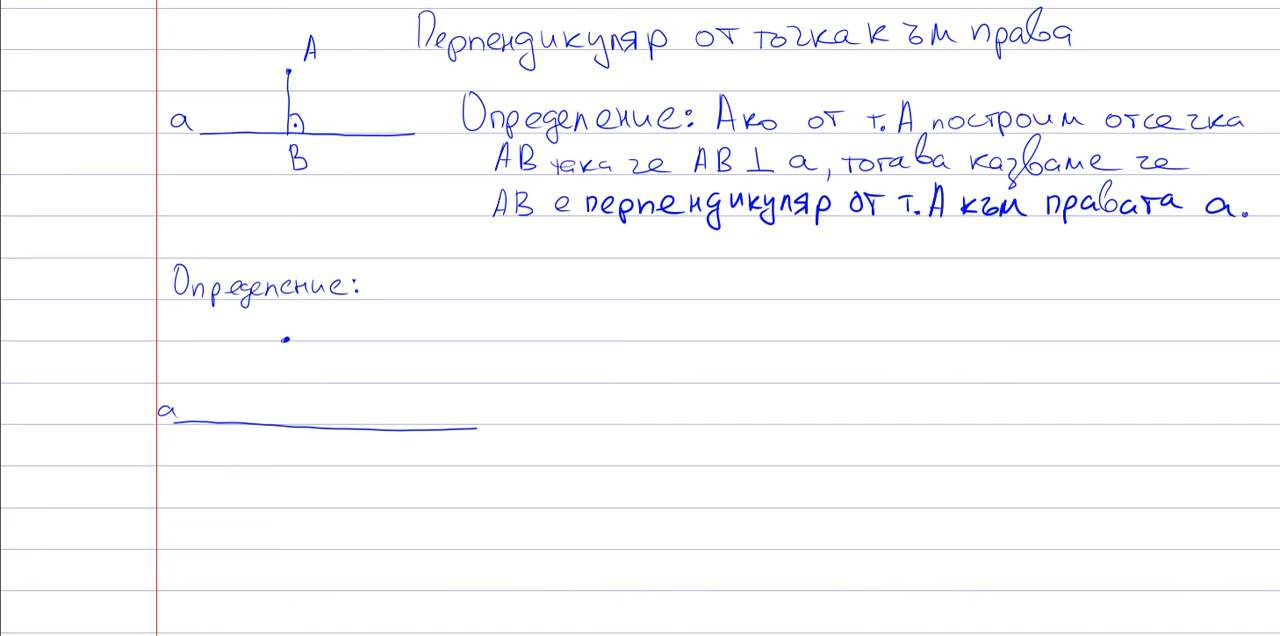 Перпендикуляр от точка към права
A
a
B
Определение: Ако от т. A построим отсечка
AB така че AB ⊥ a, тогава казваме че
AB е перпендикуляр от т. A към правата a.
Определение:
a